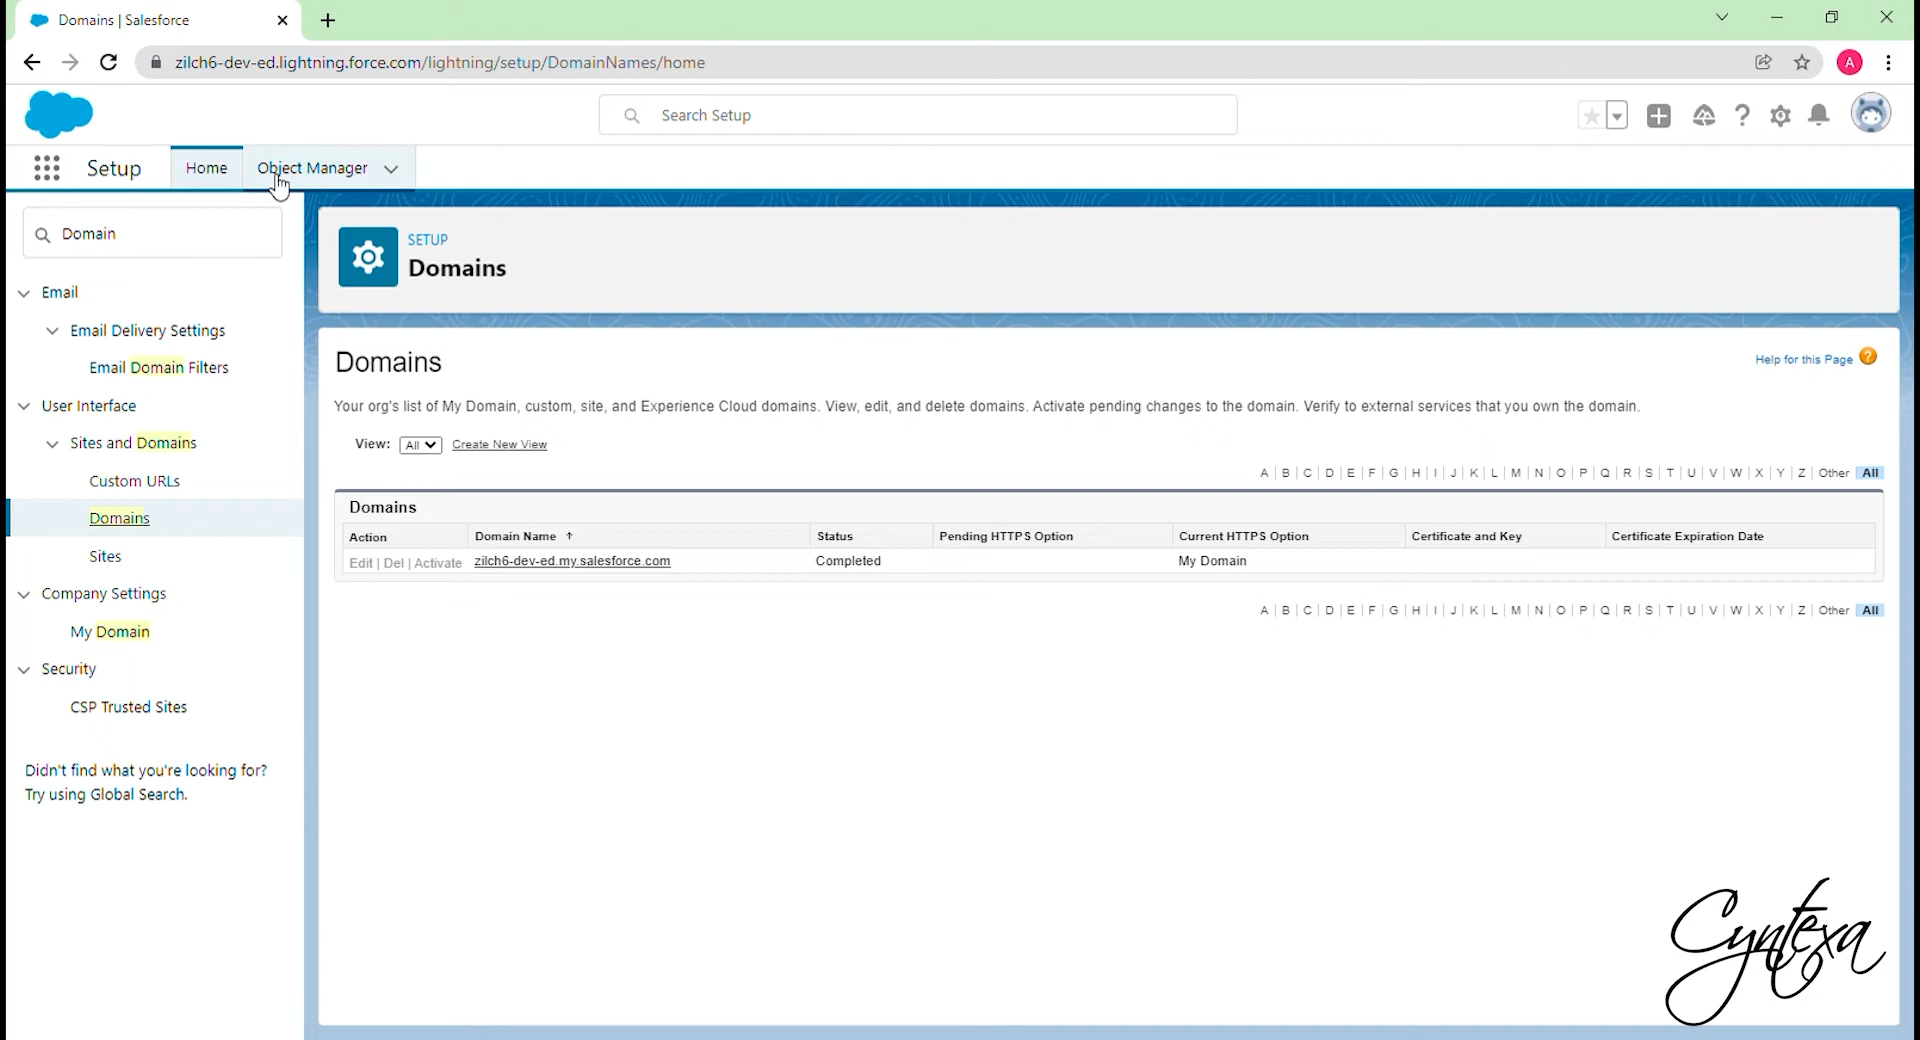 Domains | Salesforce
zilch6-dev-ed.lightning.force.com/lightning/setup/DomainNames/home
A
Search Setup
Setup
Home
Object Manager
Domain
Email
Email Delivery Settings
Email Domain Filters
User Interface
Sites and Domains
Custom URLs
Domains
Sites
Company Settings
My Domain
Security
CSP Trusted Sites
Didn't find what you're looking for?
Try using Global Search.
SETUP
Domains
Domains
Help for this Page ?
Your org's list of My Domain, custom, site, and Experience Cloud domains. View, edit, and delete domains. Activate pending changes to the domain. Verify to external services that you own the domain.
View: All Create New View
A | B | C | D | E | F | G | H | I | J | K | L | M | N | O | P | Q | R | S | T | U | V | W | X | Y | Z | Other All
Domains
Action Domain Name ↑ Status Pending HTTPS Option Current HTTPS Option Certificate and Key Certificate Expiration Date
Edit | Del | Activate zilch6-dev-ed.my.salesforce.com Completed My Domain
A | B | C | D | E | F | G | H | I | J | K | L | M | N | O | P | Q | R | S | T | U | V | W | X | Y | Z | Other All
Cyntexa